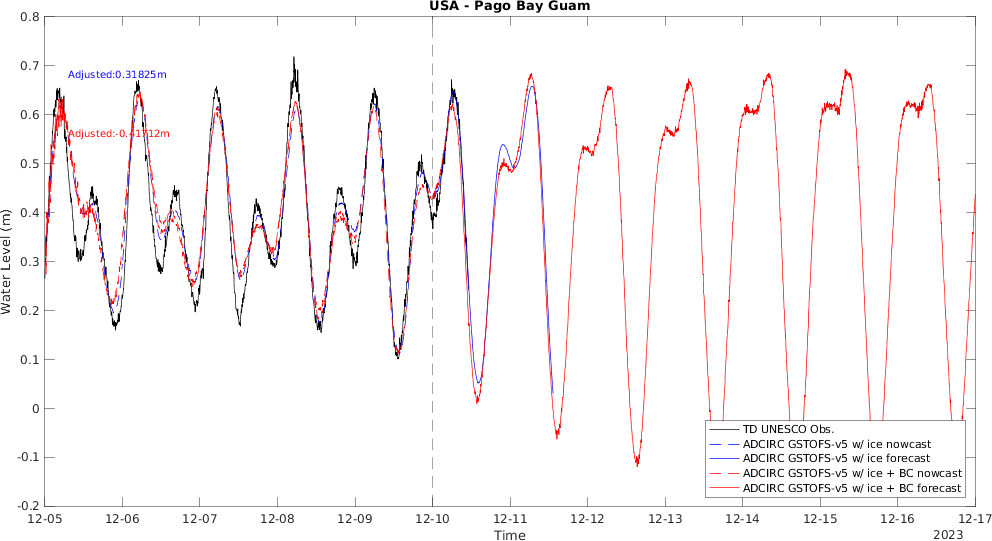 USA - Pago Bay Guam
0.8
0.7
0.6
0.5
0.4
0.3
0.2
0.1
0
-0.1
-0.2
Water Level (m)
Adjusted:0.31825m
Adjusted:-0.41712m
TD UNESCO Obs.
ADCIRC GSTOFS-v5 w/ ice nowcast
ADCIRC GSTOFS-v5 w/ ice forecast
ADCIRC GSTOFS-v5 w/ ice + BC nowcast
ADCIRC GSTOFS-v5 w/ ice + BC forecast
12-05 12-06 12-07 12-08 12-09 12-10 12-11 12-12 12-13 12-14 12-15 12-16 12-17
Time
2023